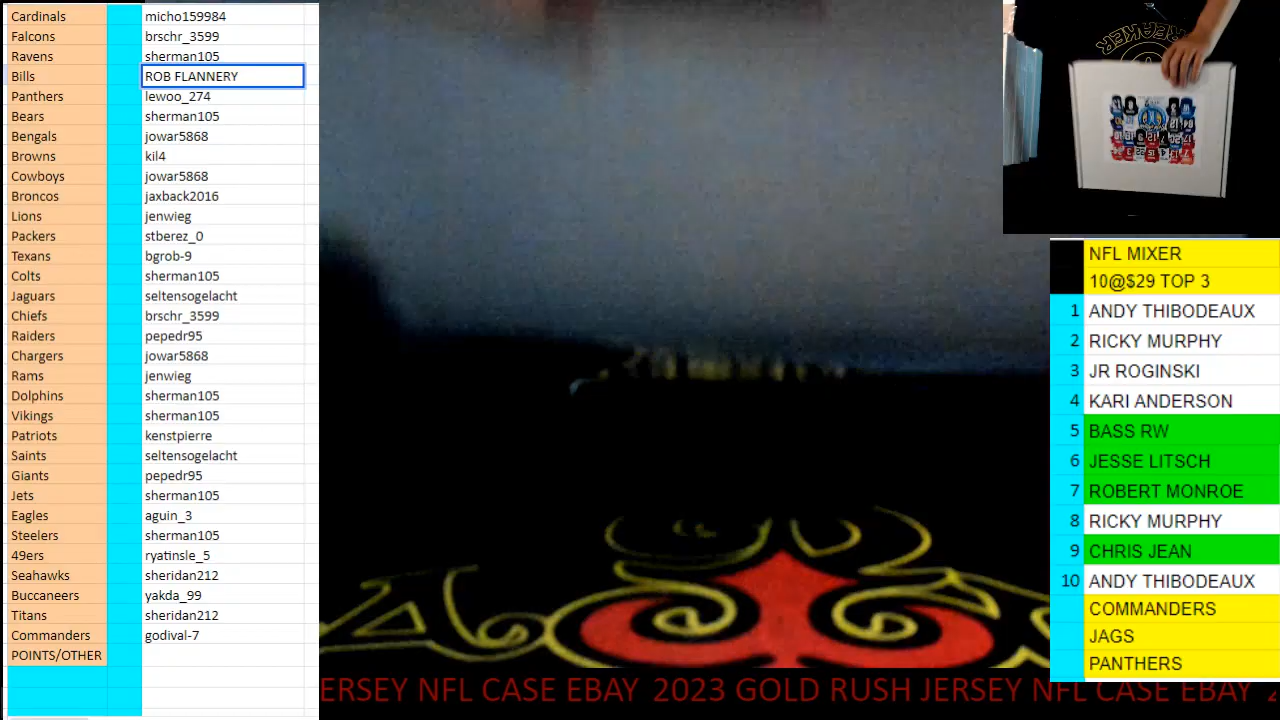 Cardinals micho159984
Falcons brschr_3599
Ravens sherman105
Bills ROB FLANNERY
Panthers lewoo_274
Bears sherman105
Bengals jowar5868
Browns kil4
Cowboys jowar5868
Broncos jaxback2016
Lions jenwieg
Packers stberez_0
Texans bgrob-9
Colts sherman105
Jaguars seltensogelacht
Chiefs brschr_3599
Raiders pepedr95
Chargers jowar5868
Rams jenwieg
Dolphins sherman105
Vikings sherman105
Patriots kenstpierre
Saints seltensogelacht
Giants pepedr95
Jets sherman105
Eagles aguin_3
Steelers sherman105
49ers ryatinsle_5
Seahawks sheridan212
Buccaneers yakda_99
Titans sheridan212
Commanders godival-7
POINTS/OTHER
NFL MIXER
10@$29 TOP 3
1 ANDY THIBODEAUX
2 RICKY MURPHY
3 JR ROGINSKI
4 KARI ANDERSON
5 BASS RW
6 JESSE LITSCH
7 ROBERT MONROE
8 RICKY MURPHY
9 CHRIS JEAN
10 ANDY THIBODEAUX
COMMANDERS
JAGS
PANTHERS
ERSEY NFL CASE EBAY 2023 GOLD RUSH JERSEY NFL CASE EBAY 2